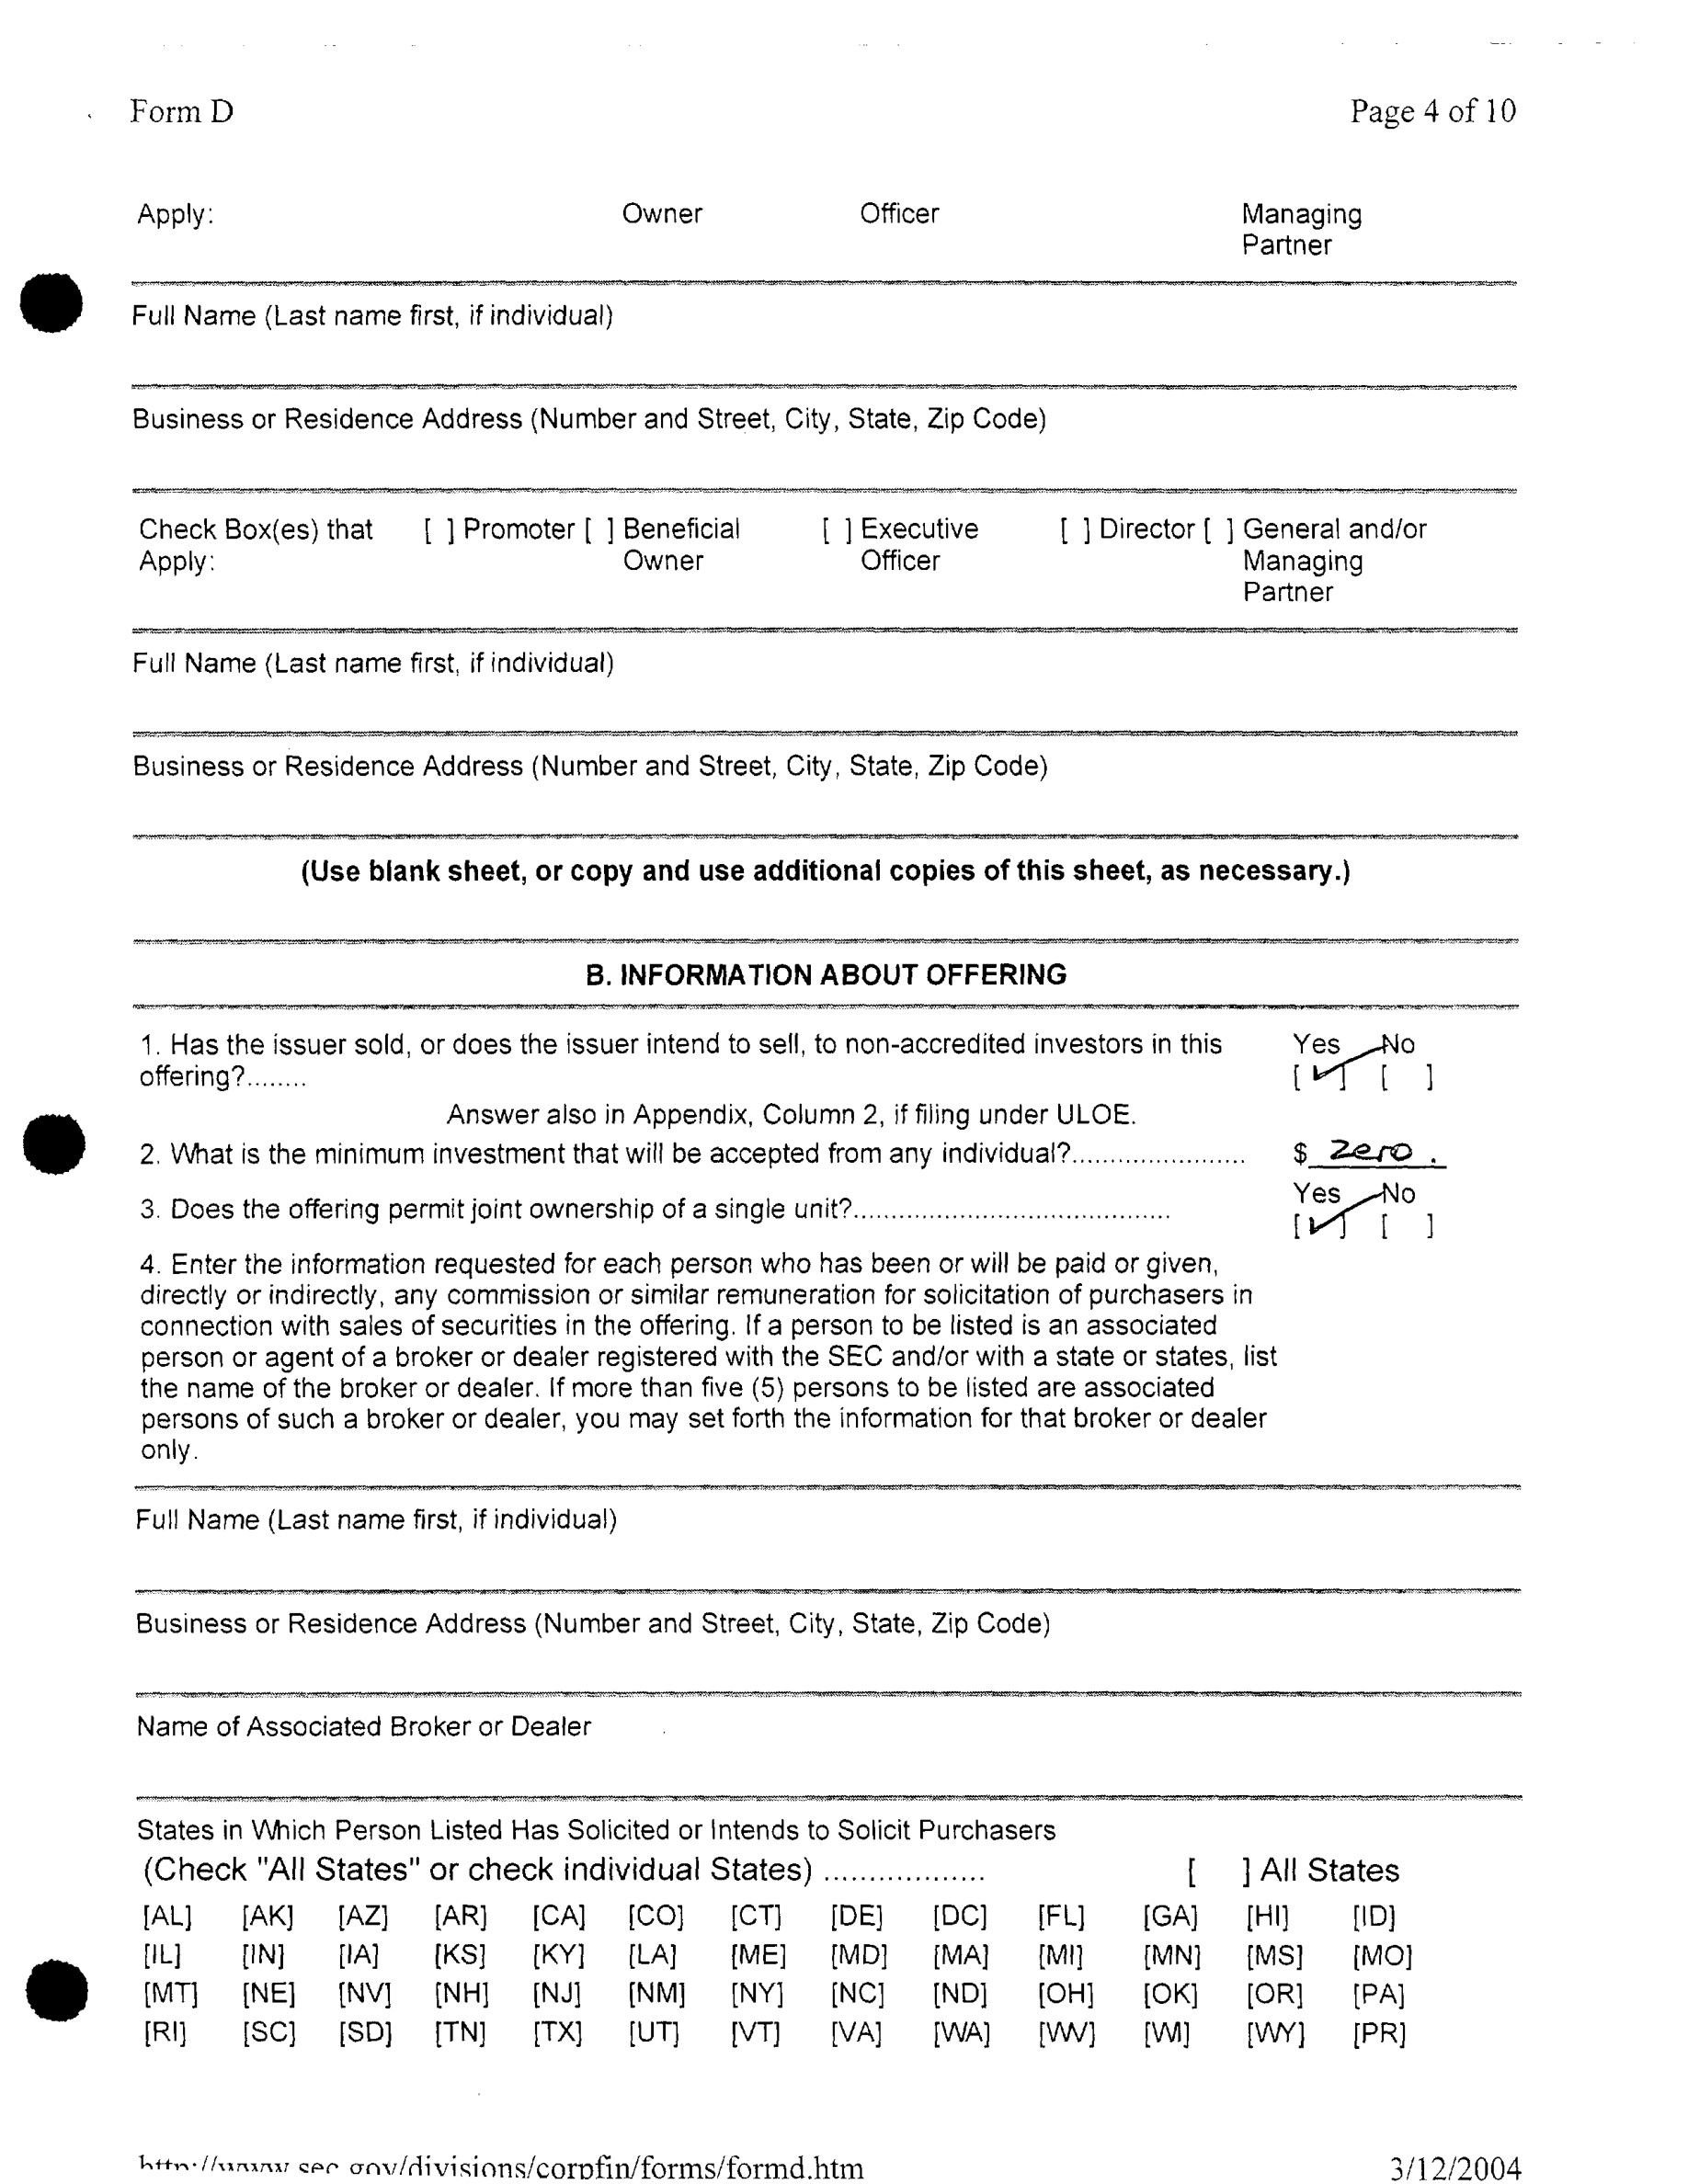 Form D Page 4 of 10
Apply: Owner Officer Managing
Partner
Full Name (Last name first, if individual)
Business or Residence Address (Number and Street, City, State, Zip Code)
Check Box(es) that [ ] Promoter [ ] Beneficial [ ] Executive [ ] Director [ ] General and/or
Apply: Owner Officer Managing
Partner
Full Name (Last name first, if individual)
Business or Residence Address (Number and Street, City, State, Zip Code)
(Use blank sheet, or copy and use additional copies of this sheet, as necessary.)
B. INFORMATION ABOUT OFFERING
1. Has the issuer sold, or does the issuer intend to sell, to non-accredited investors in this Yes No
offering?........ [✓] [ ]
Answer also in Appendix, Column 2, if filing under ULOE.
2. What is the minimum investment that will be accepted from any individual?...................... $ Zero .
Yes No
3. Does the offering permit joint ownership of a single unit?......................................... [✓] [ ]
4. Enter the information requested for each person who has been or will be paid or given,
directly or indirectly, any commission or similar remuneration for solicitation of purchasers in
connection with sales of securities in the offering. If a person to be listed is an associated
person or agent of a broker or dealer registered with the SEC and/or with a state or states, list
the name of the broker or dealer. If more than five (5) persons to be listed are associated
persons of such a broker or dealer, you may set forth the information for that broker or dealer
only.
Full Name (Last name first, if individual)
Business or Residence Address (Number and Street, City, State, Zip Code)
Name of Associated Broker or Dealer
States in Which Person Listed Has Solicited or Intends to Solicit Purchasers
(Check "All States" or check individual States) .................. [ ] All States
[AL] [AK] [AZ] [AR] [CA] [CO] [CT] [DE] [DC] [FL] [GA] [HI] [ID]
[IL] [IN] [IA] [KS] [KY] [LA] [ME] [MD] [MA] [MI] [MN] [MS] [MO]
[MT] [NE] [NV] [NH] [NJ] [NM] [NY] [NC] [ND] [OH] [OK] [OR] [PA]
[RI] [SC] [SD] [TN] [TX] [UT] [VT] [VA] [WA] [WV] [WI] [WY] [PR]
http://www.sec.gov/divisions/corpfin/forms/formd.htm 3/12/2004